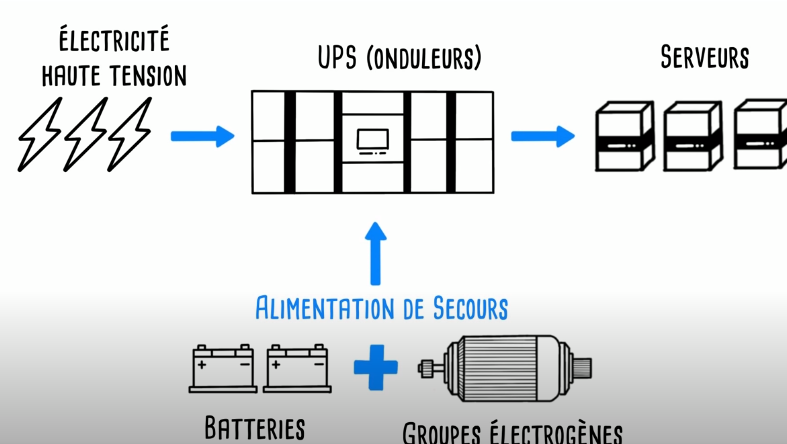 ÉLECTRICITÉ
HAUTE TENSION
UPS (ONDULEURS)
SERVEURS
ALIMENTATION DE SECOURS
+ − + −
BATTERIES
GROUPES ÉLECTROGÈNES